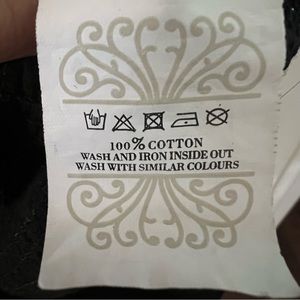 100% COTTON
WASH AND IRON INSIDE OUT
WASH WITH SIMILAR COLOURS